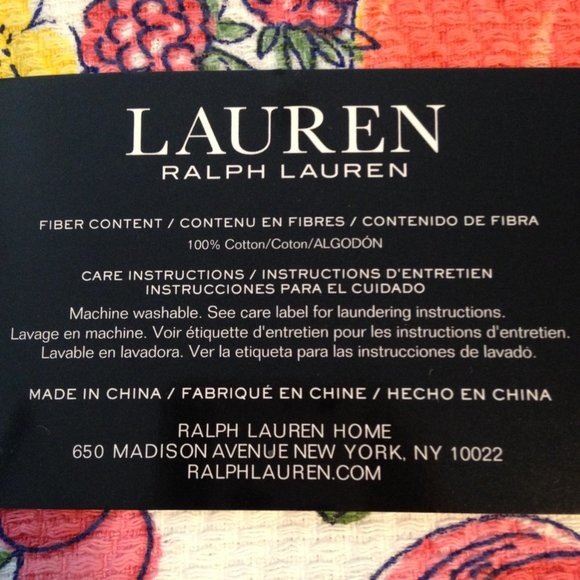 LAUREN
RALPH LAUREN
FIBER CONTENT / CONTENU EN FIBRES / CONTENIDO DE FIBRA
100% Cotton/Coton/ALGODÓN
CARE INSTRUCTIONS / INSTRUCTIONS D'ENTRETIEN
INSTRUCCIONES PARA EL CUIDADO
Machine washable. See care label for laundering instructions.
Lavage en machine. Voir étiquette d'entretien pour les instructions d'entretien.
Lavable en lavadora. Ver la etiqueta para las instrucciones de lavado.
MADE IN CHINA / FABRIQUÉ EN CHINE / HECHO EN CHINA
RALPH LAUREN HOME
650 MADISON AVENUE NEW YORK, NY 10022
RALPHLAUREN.COM